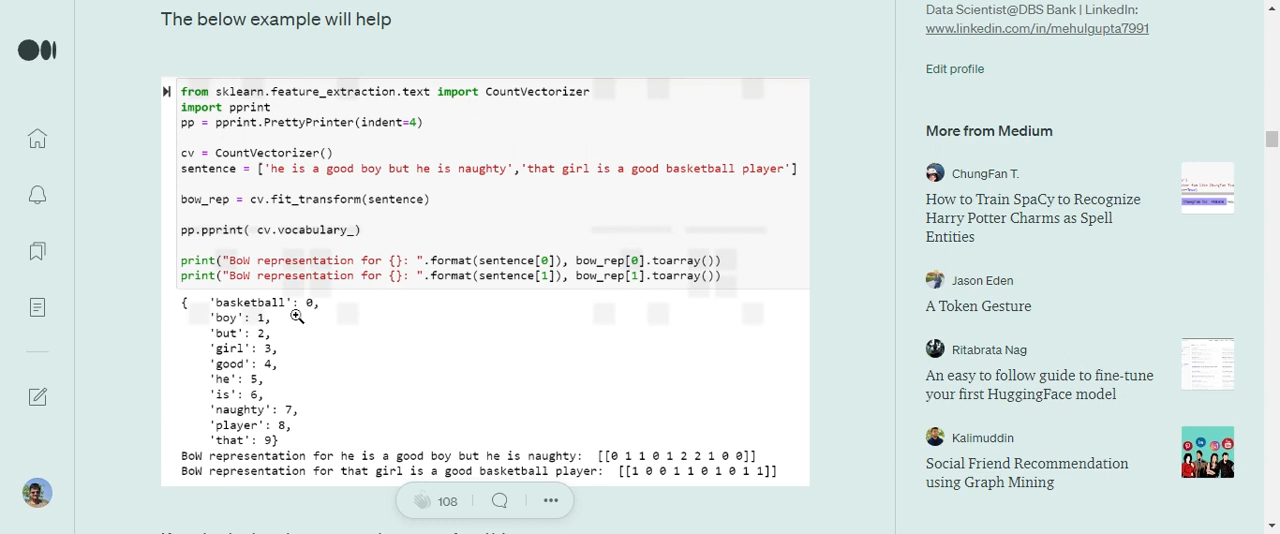 The below example will help
from sklearn.feature_extraction.text import CountVectorizer
import pprint
pp = pprint.PrettyPrinter(indent=4)
cv = CountVectorizer()
sentence = ['he is a good boy but he is naughty','that girl is a good basketball player']
bow_rep = cv.fit_transform(sentence)
pp.pprint( cv.vocabulary_)
print("BoW representation for {}: ".format(sentence[0]), bow_rep[0].toarray())
print("BoW representation for {}: ".format(sentence[1]), bow_rep[1].toarray())
{   'basketball': 0,
'boy': 1,
'but': 2,
'girl': 3,
'good': 4,
'he': 5,
'is': 6,
'naughty': 7,
'player': 8,
'that': 9}
BoW representation for he is a good boy but he is naughty:  [[0 1 1 0 1 2 2 1 0 0]]
BoW representation for that girl is a good basketball player:  [[1 0 0 1 1 0 1 0 1 1]]
108
Data Scientist@DBS Bank | LinkedIn:
www.linkedin.com/in/mehulgupta7991
Edit profile
More from Medium
ChungFan T.
How to Train SpaCy to Recognize
Harry Potter Charms as Spell
Entities
Jason Eden
A Token Gesture
Ritabrata Nag
An easy to follow guide to fine-tune
your first HuggingFace model
Kalimuddin
Social Friend Recommendation
using Graph Mining